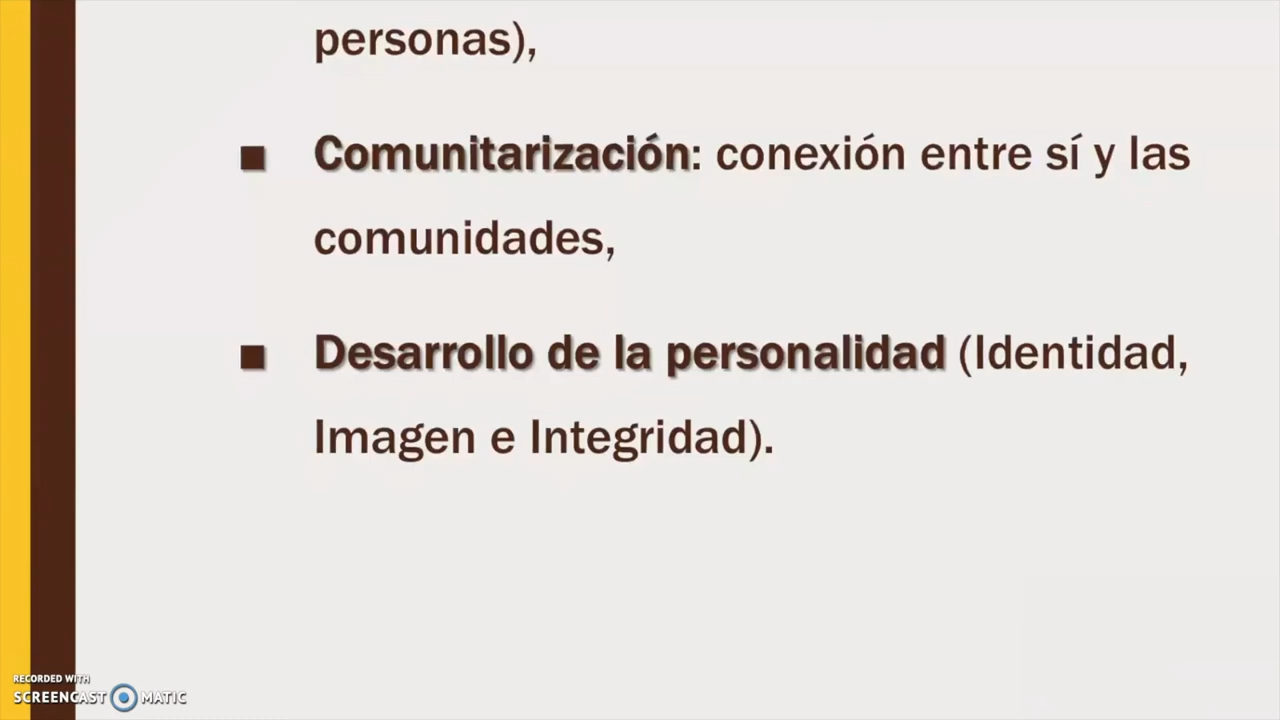 personas),
■ Comunitarización: conexión entre sí y las
comunidades,
■ Desarrollo de la personalidad (Identidad,
Imagen e Integridad).
RECORDED WITH
SCREENCAST MATIC